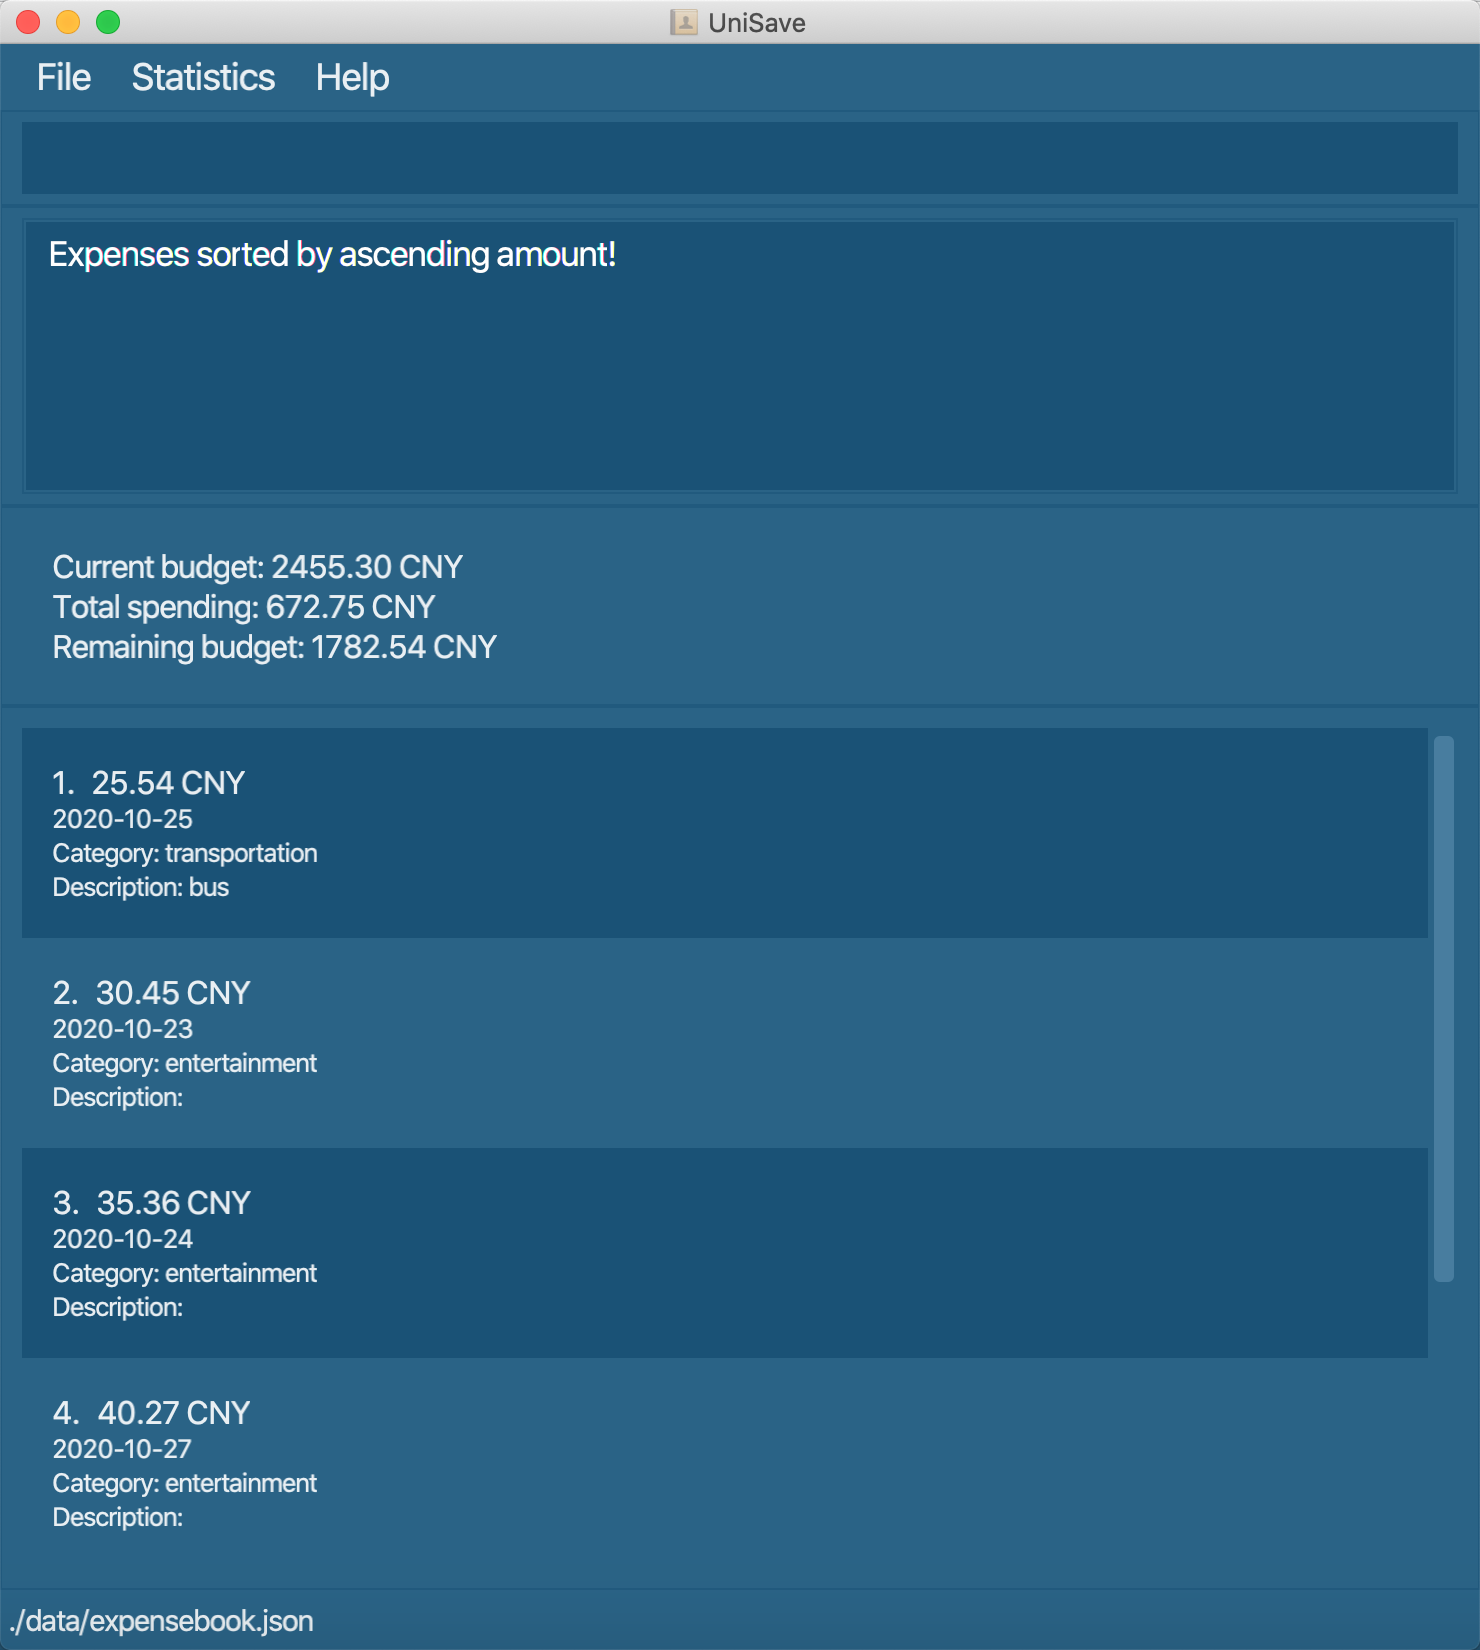 UniSave
File Statistics Help
Expenses sorted by ascending amount!
Current budget: 2455.30 CNY
Total spending: 672.75 CNY
Remaining budget: 1782.54 CNY
1. 25.54 CNY
2020-10-25
Category: transportation
Description: bus
2. 30.45 CNY
2020-10-23
Category: entertainment
Description:
3. 35.36 CNY
2020-10-24
Category: entertainment
Description:
4. 40.27 CNY
2020-10-27
Category: entertainment
Description:
./data/expensebook.json